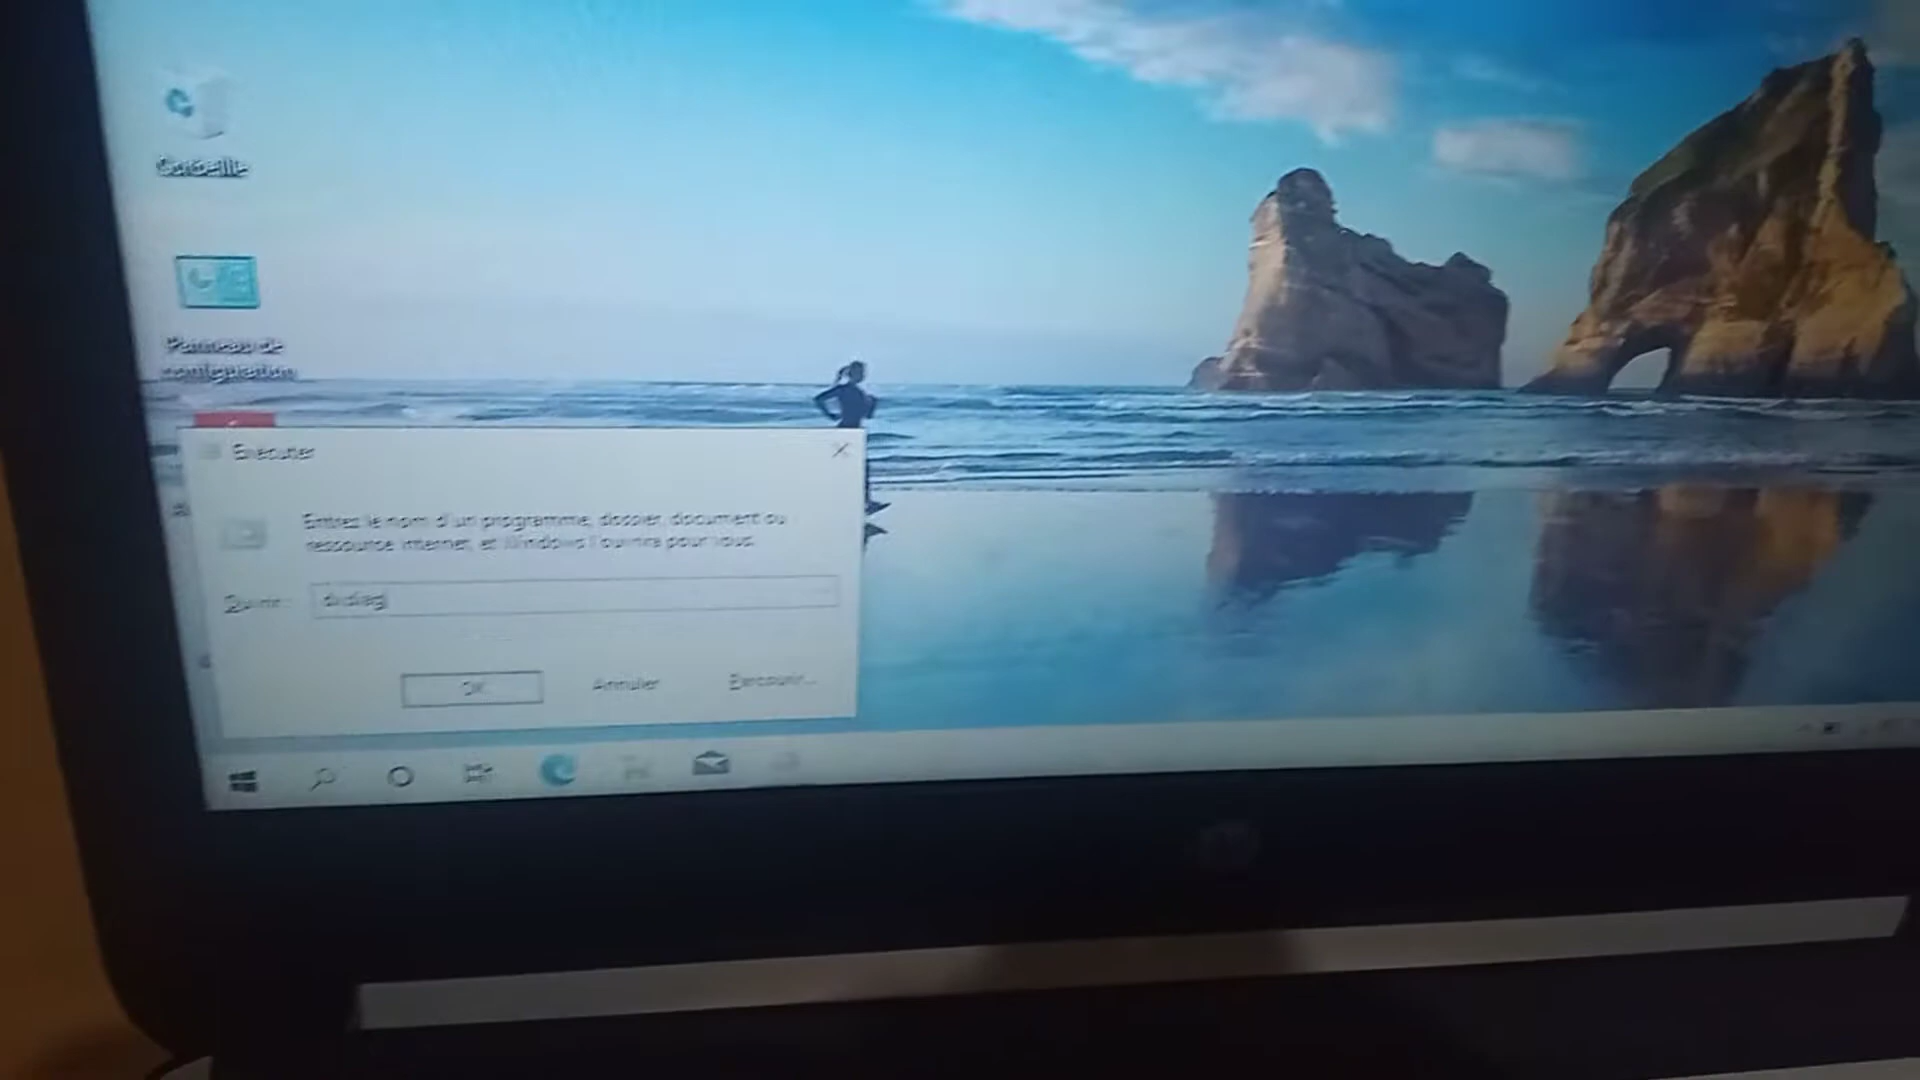 Corbeille
Panneau de
configuration
Exécuter
Entrez le nom d'un programme, dossier, document ou
ressource Internet, et Windows l'ouvrira pour vous.
Ouvrir :
dxdiag
OK
Annuler
Parcourir...
hp